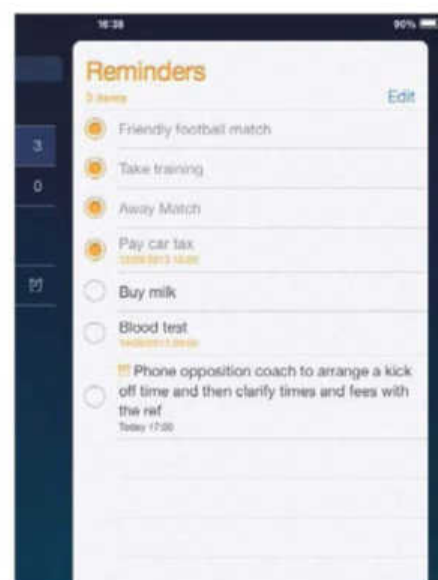 16:38
90%
Reminders
3 items
Edit
3
0
Friendly football match
Take training
Away Match
Pay car tax
Buy milk
Blood test
!! Phone opposition coach to arrange a kick
off time and then clarify times and fees with
the ref
Today 17:00